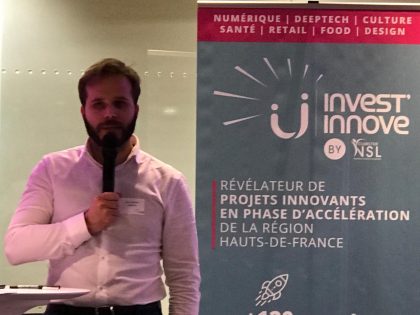 NUMÉRIQUE | DEEPTECH | CULTURE
SANTÉ | RETAIL | FOOD | DESIGN
INVEST'
INNOVE
BY
NSL
RÉVÉLATEUR DE
PROJETS INNOVANTS
EN PHASE D'ACCÉLÉRATION
DE LA RÉGION
HAUTS-DE-FRANCE